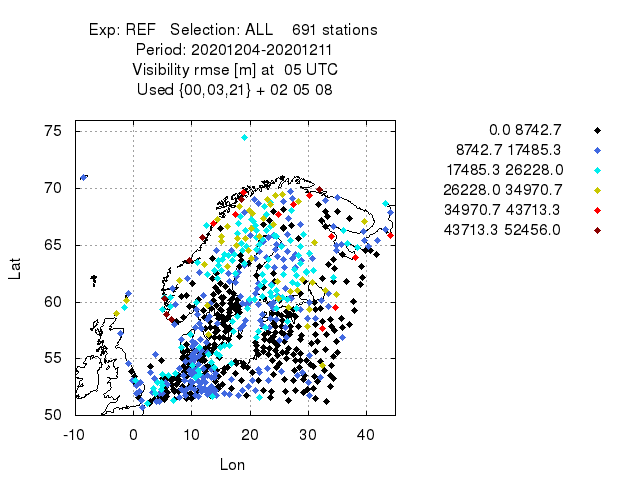 Exp: REF Selection: ALL 691 stations
Period: 20201204-20201211
Visibility rmse [m] at 05 UTC
Used {00,03,21} + 02 05 08
0.0 8742.7
8742.7 17485.3
17485.3 26228.0
26228.0 34970.7
34970.7 43713.3
43713.3 52456.0
75
70
65
60
55
50
Lat
-10 0 10 20 30 40
Lon